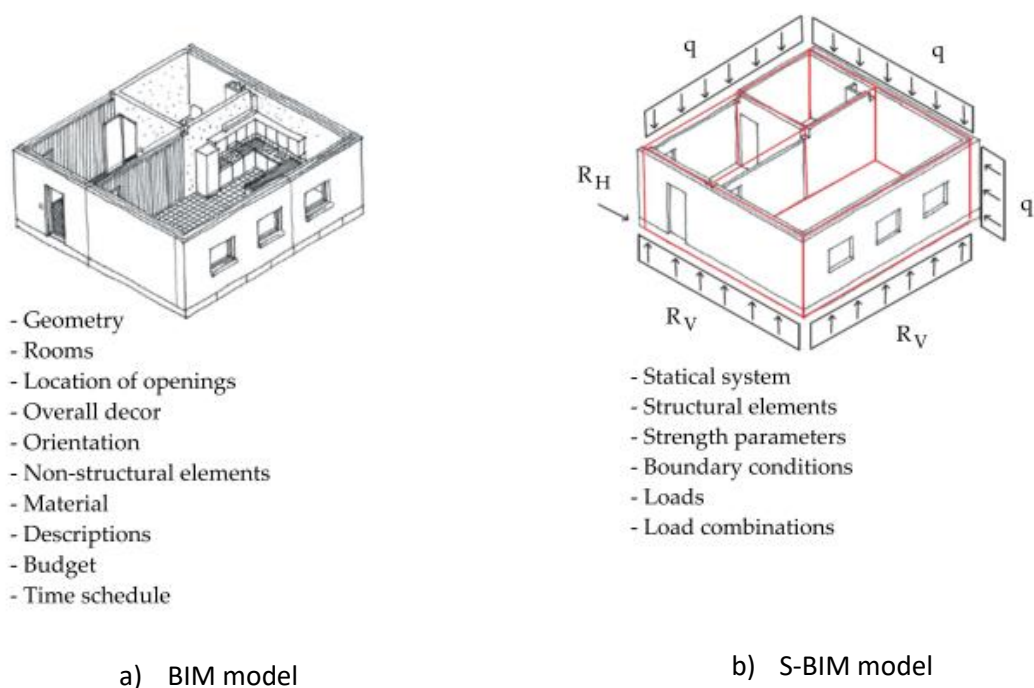 - Geometry
- Rooms
- Location of openings
- Overall decor
- Orientation
- Non-structural elements
- Material
- Descriptions
- Budget
- Time schedule
a) BIM model
q
q
R_H
q
R_V
R_V
- Statical system
- Structural elements
- Strength parameters
- Boundary conditions
- Loads
- Load combinations
b) S-BIM model